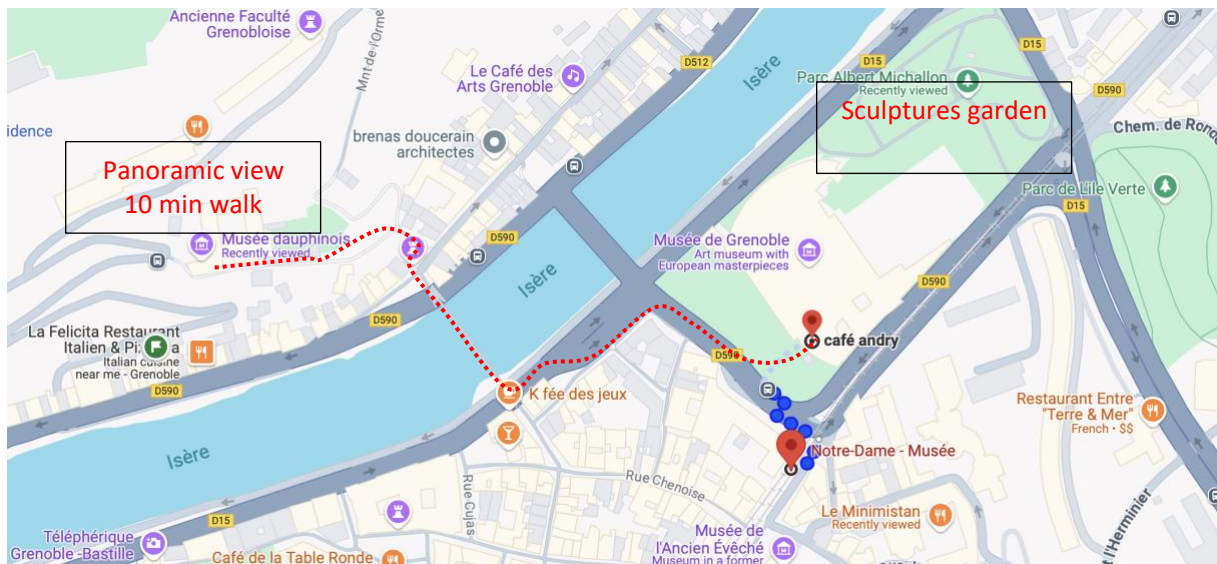 Ancienne Faculté
Grenobloise
Mnt de l'Orme
D512
Isère
D15
D15
Le Café des
Arts Grenoble
Parc Albert Michallon
Recently viewed
D590
Sculptures garden
Chem. de Ronde
idence
brenas doucerain
architectes
Panoramic view
10 min walk
Parc de L'ile Verte
D15
Musée dauphinois
Recently viewed
D590
Musée de Grenoble
Art museum with
European masterpieces
Isère
D590
D590
La Felicita Restaurant
Italien & Pi a
Italian cuisine
near me - Grenoble
café andry
D590
D590
K fée des jeux
Restaurant Entre
"Terre & Mer"
French · $$
Notre-Dame - Musée
Isère
Rue Chenoise
Rue Cujas
Le Minimistan
Recently viewed
D15
Téléphérique
Grenoble -Bastille
Café de la Table Ronde
Musée de
l'Ancien Évêché
Museum in a former
t l'Herminier